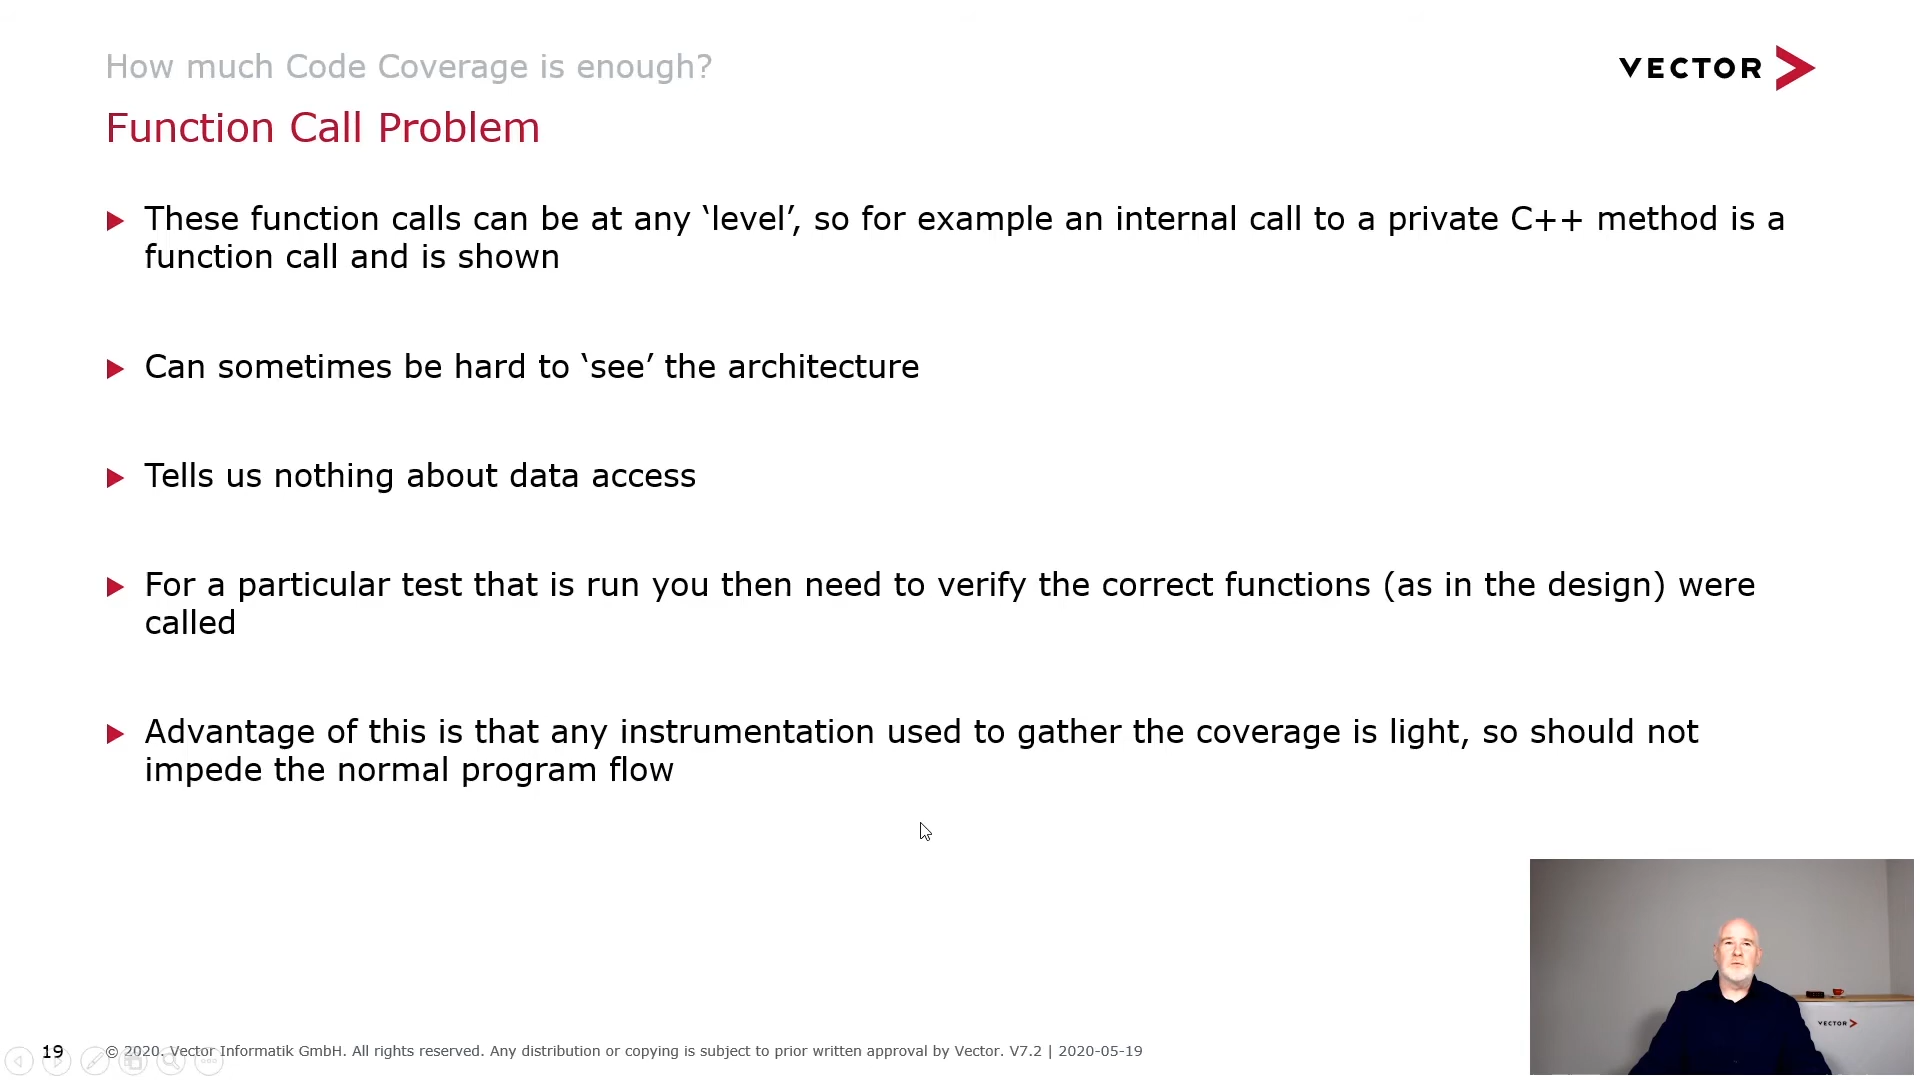 How much Code Coverage is enough?
VECTOR
Function Call Problem
These function calls can be at any ‘level’, so for example an internal call to a private C++ method is a
function call and is shown
Can sometimes be hard to ‘see’ the architecture
Tells us nothing about data access
For a particular test that is run you then need to verify the correct functions (as in the design) were
called
Advantage of this is that any instrumentation used to gather the coverage is light, so should not
impede the normal program flow
VECTOR
19 © 2020. Vector Informatik GmbH. All rights reserved. Any distribution or copying is subject to prior written approval by Vector. V7.2 | 2020-05-19